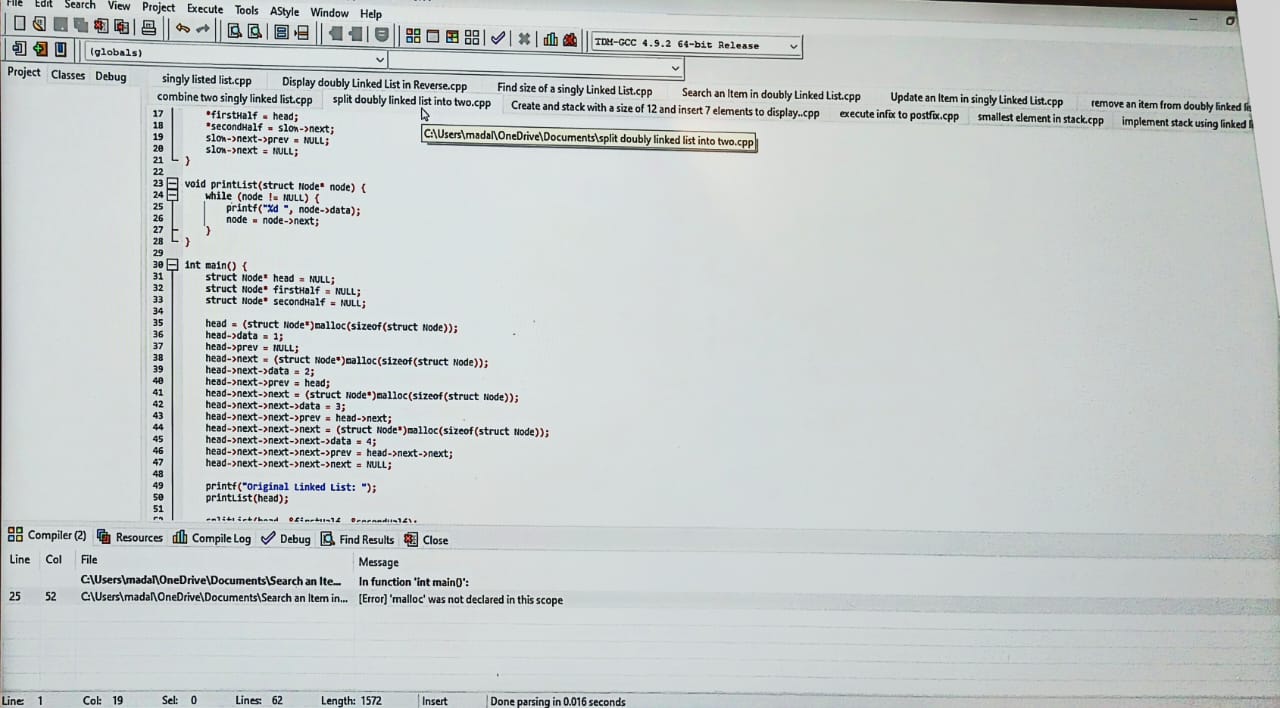 File Edit Search View Project Execute Tools AStyle Window Help
TDM-GCC 4.9.2 64-bit Release
(globals)
Project Classes Debug
singly listed list.cpp Display doubly Linked List in Reverse.cpp Find size of a singly Linked List.cpp Search an Item in doubly Linked List.cpp Update an Item in singly Linked List.cpp remove an item from doubly linked
combine two singly linked list.cpp split doubly linked list into two.cpp Create and stack with a size of 12 and insert 7 elements to display..cpp execute infix to postfix.cpp smallest element in stack.cpp implement stack using linked
C:\Users\madal\OneDrive\Documents\split doubly linked list into two.cpp
17 *firstHalf = head;
18 *secondHalf = slow->next;
19 slow->next->prev = NULL;
20 slow->next = NULL;
21 }
22
23 void printList(struct Node* node) {
24 while (node != NULL) {
25 printf("%d ", node->data);
26 node = node->next;
27 }
28 }
29
30 int main() {
31 struct Node* head = NULL;
32 struct Node* firstHalf = NULL;
33 struct Node* secondHalf = NULL;
34
35 head = (struct Node*)malloc(sizeof(struct Node));
36 head->data = 1;
37 head->prev = NULL;
38 head->next = (struct Node*)malloc(sizeof(struct Node));
39 head->next->data = 2;
40 head->next->prev = head;
41 head->next->next = (struct Node*)malloc(sizeof(struct Node));
42 head->next->next->data = 3;
43 head->next->next->prev = head->next;
44 head->next->next->next = (struct Node*)malloc(sizeof(struct Node));
45 head->next->next->next->data = 4;
46 head->next->next->next->prev = head->next->next;
47 head->next->next->next->next = NULL;
48
49 printf("Original Linked List: ");
50 printList(head);
51
Compiler (2) Resources Compile Log Debug Find Results Close
Line Col File Message
C:\Users\madal\OneDrive\Documents\Search an Ite... In function 'int main()':
25 52 C:\Users\madal\OneDrive\Documents\Search an Item in... [Error] 'malloc' was not declared in this scope
Line: 1 Col: 19 Sel: 0 Lines: 62 Length: 1572 Insert Done parsing in 0.016 seconds